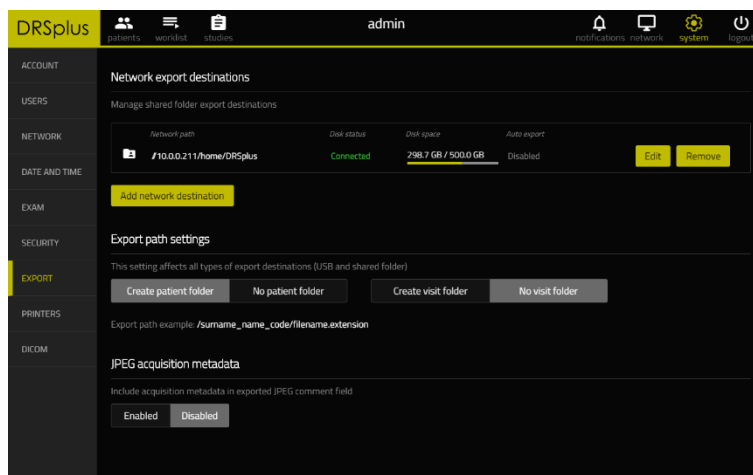 DRSplus
patients worklist studies
admin
notifications network system logout
ACCOUNT
USERS
NETWORK
DATE AND TIME
EXAM
SECURITY
EXPORT
PRINTERS
DICOM
Network export destinations
Manage shared folder export destinations
Network path Disk status Disk space Auto export
//10.0.0.211/home/DRSplus Connected 298.7 GB / 500.0 GB Disabled Edit Remove
Add network destination
Export path settings
This setting affects all types of export destinations (USB and shared folder)
Create patient folder No patient folder Create visit folder No visit folder
Export path example: /surname_name_code/filename.extension
JPEG acquisition metadata
Include acquisition metadata in exported JPEG comment field
Enabled Disabled